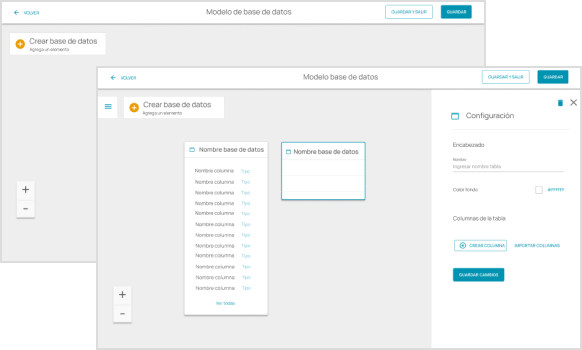 VOLVER
Modelo de base de datos
GUARDAR Y SALIR
GUARDAR
Crear base de datos
Agrega un elemento
VOLVER
Modelo base de datos
GUARDAR Y SALIR
GUARDAR
Crear base de datos
Agrega un elemento
Configuración
Nombre base de datos
Nombre base de datos
Encabezado
Nombre
Ingresar nombre tabla
Nombre columna Tipo
Nombre columna Tipo
Nombre columna Tipo
Nombre columna Tipo
Nombre columna Tipo
Nombre columna Tipo
Nombre columna Tipo
Nombre columna Tipo
Nombre columna Tipo
Nombre columna Tipo
Nombre columna Tipo
Nombre columna Tipo
Color fondo
#FFFFFF
Columnas de la tabla
CREAR COLUMNA
IMPORTAR COLUMNAS
GUARDAR CAMBIOS
Ver todas